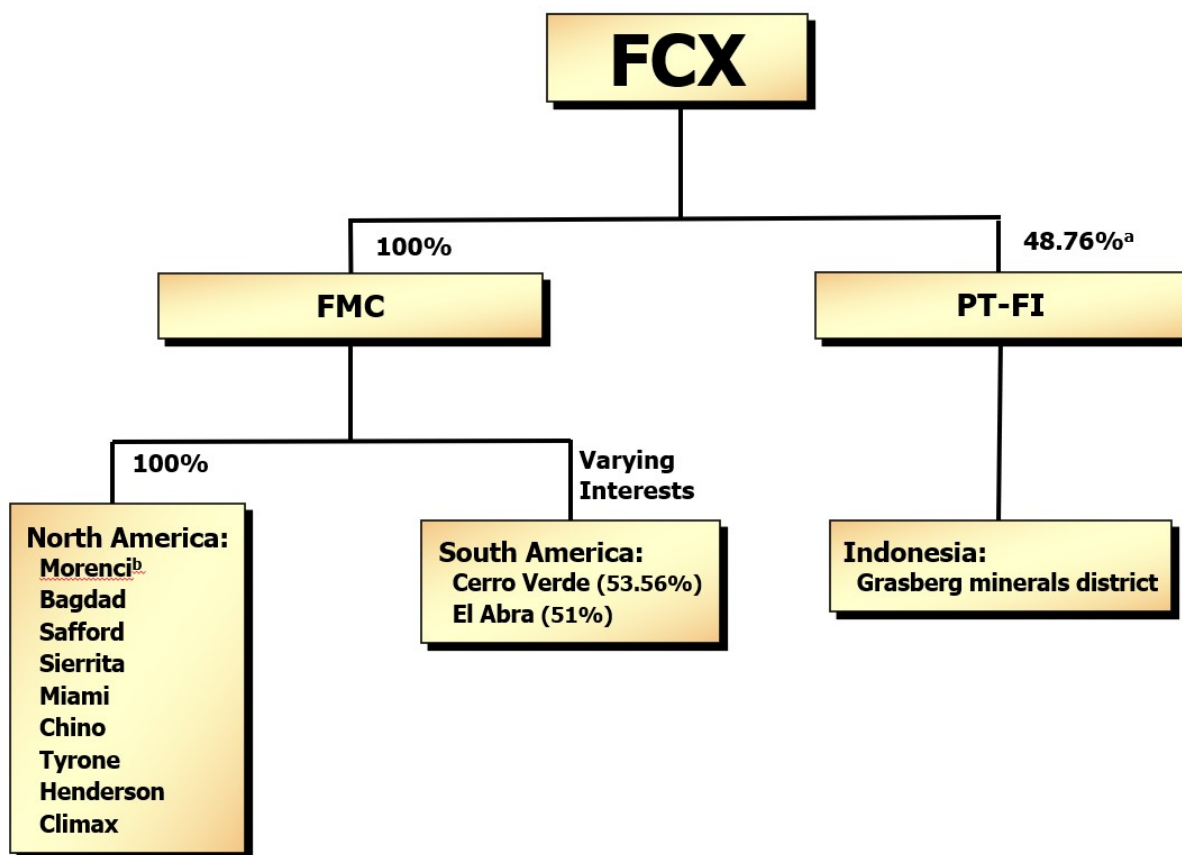 FCX
100%
48.76%ᵃ
FMC
PT-FI
100%
Varying
Interests
North America:
Morenciᵇ
Bagdad
Safford
Sierrita
Miami
Chino
Tyrone
Henderson
Climax
South America:
Cerro Verde (53.56%)
El Abra (51%)
Indonesia:
Grasberg minerals district